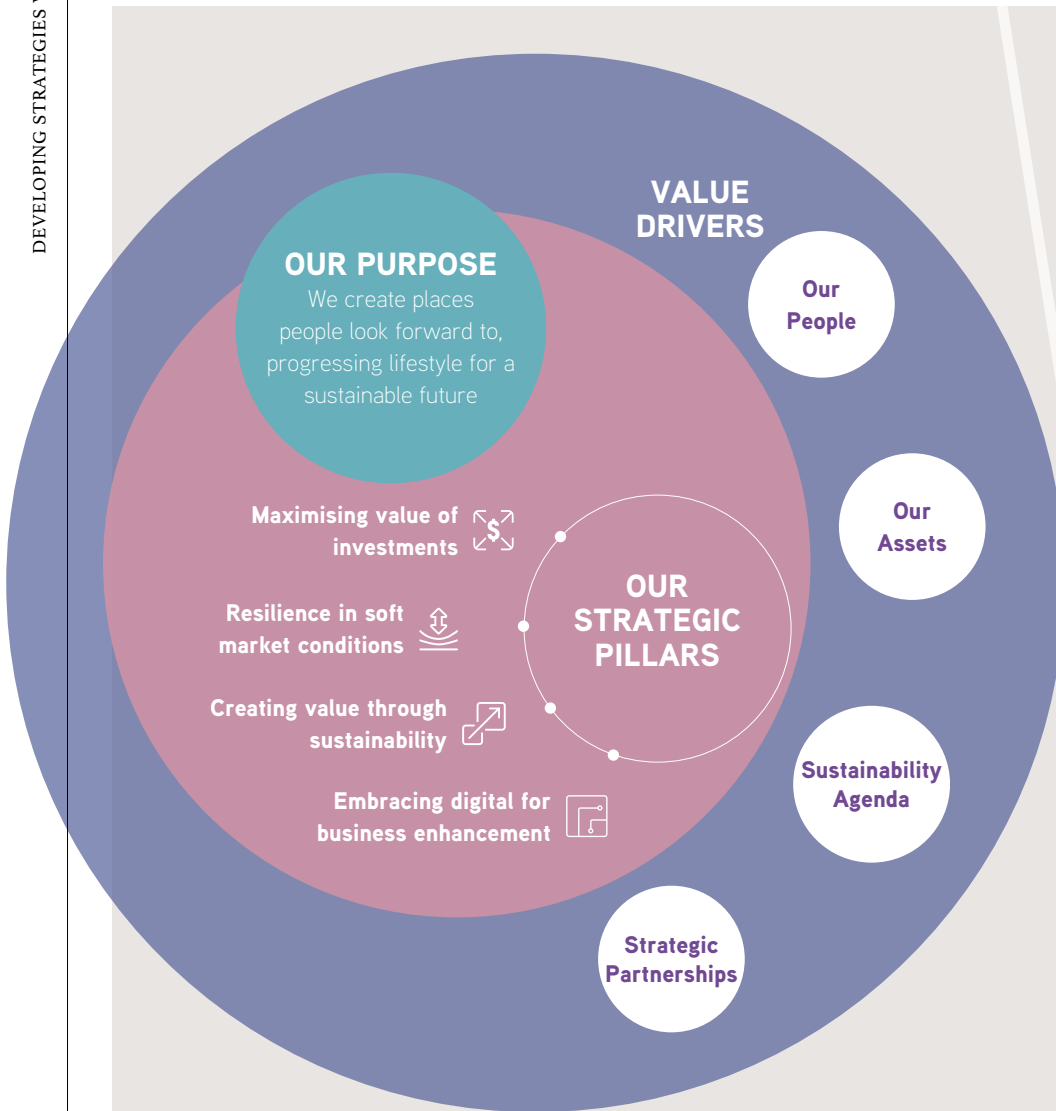 DEVELOPING STRATEGIES
VALUE
DRIVERS
OUR PURPOSE
We create places
people look forward to,
progressing lifestyle for a
sustainable future
Our
People
Our
Assets
Sustainability
Agenda
Strategic
Partnerships
OUR
STRATEGIC
PILLARS
Maximising value of
investments
$
Resilience in soft
market conditions
Creating value through
sustainability
Embracing digital for
business enhancement